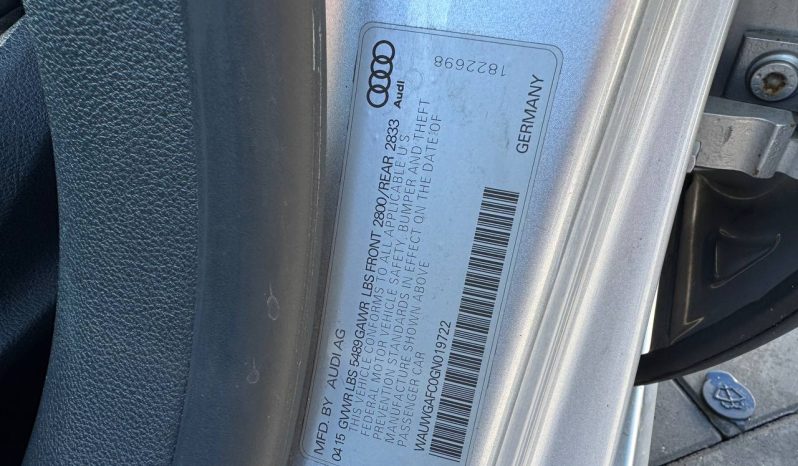 MFD. BY AUDI AG
04 15 GVWR LBS 5489 GAWR LBS FRONT 2800/REAR 2833
THIS VEHICLE CONFORMS TO ALL APPLICABLE U.S.
FEDERAL MOTOR VEHICLE SAFETY, BUMPER AND THEFT
PREVENTION STANDARDS IN EFFECT ON THE DATE OF
MANUFACTURE SHOWN ABOVE
PASSENGER CAR
WAUWGAFC0GN019722
GERMANY
Audi
1822698